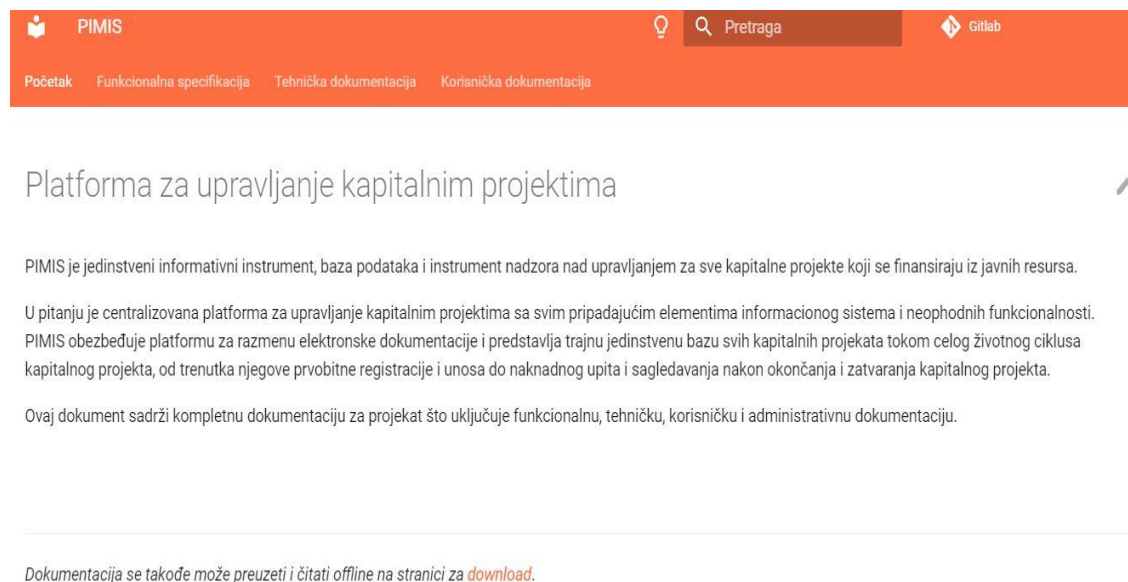 PIMIS
Pretraga
Gitlab
Početak Funkcionalna specifikacija Tehnička dokumentacija Korisnička dokumentacija
Platforma za upravljanje kapitalnim projektima
PIMIS je jedinstveni informativni instrument, baza podataka i instrument nadzora nad upravljanjem za sve kapitalne projekte koji se finansiraju iz javnih resursa.
U pitanju je centralizovana platforma za upravljanje kapitalnim projektima sa svim pripadajućim elementima informacionog sistema i neophodnih funkcionalnosti.
PIMIS obezbeđuje platformu za razmenu elektronske dokumentacije i predstavlja trajnu jedinstvenu bazu svih kapitalnih projekata tokom celog životnog ciklusa
kapitalnog projekta, od trenutka njegove prvobitne registracije i unosa do naknadnog upita i sagledavanja nakon okončanja i zatvaranja kapitalnog projekta.
Ovaj dokument sadrži kompletnu dokumentaciju za projekat što uključuje funkcionalnu, tehničku, korisničku i administrativnu dokumentaciju.
Dokumentacija se takođe može preuzeti i čitati offline na stranici za download.